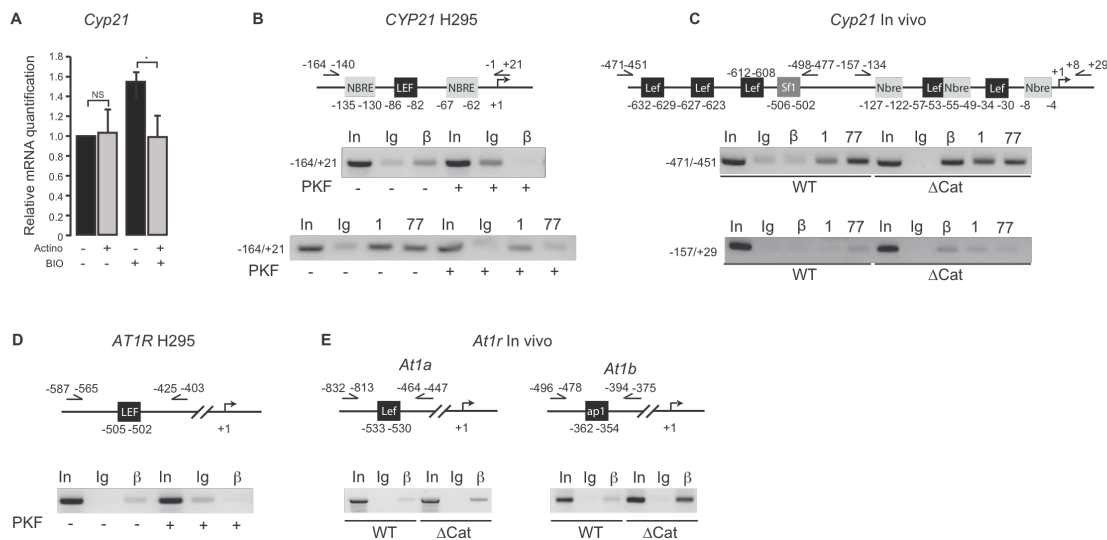 A
Cyp21
Relative mRNA quantification
1.8
1.6
1.4
1.2
1.0
0.8
0.6
0.4
0.2
0
NS
*
Actino - + - +
BIO - - + +
B
CYP21 H295
-164 -140 -1 +21
NBRE LEF NBRE
-135 -130 -86 -82 -67 -62 +1
In Ig β In Ig β
-164/+21
PKF - - - + + +
In Ig 1 77 In Ig 1 77
-164/+21
PKF - - - - + + + +
C
Cyp21 In vivo
-471-451 -612-608 -498-477 -157 -134 +1 +8 +29
Lef Lef Lef Sf1 Nbre Lef Nbre Lef Nbre
-632-629 -627-623 -506-502 -127 -122 -57-53 -55-49 -34 -30 -8 -4
In Ig β 1 77 In Ig β 1 77
-471/-451
WT ΔCat
In Ig β 1 77 In Ig β 1 77
-157/+29
WT ΔCat
D
AT1R H295
-587 -565 -425 -403
LEF
-505 -502 +1
In Ig β In Ig β
PKF - - - + + +
E
At1r In vivo
At1a At1b
-832 -813 -464 -447 -496 -478 -394 -375
Lef ap1
-533 -530 +1 -362 -354 +1
In Ig β In Ig β In Ig β In Ig β
WT ΔCat WT ΔCat